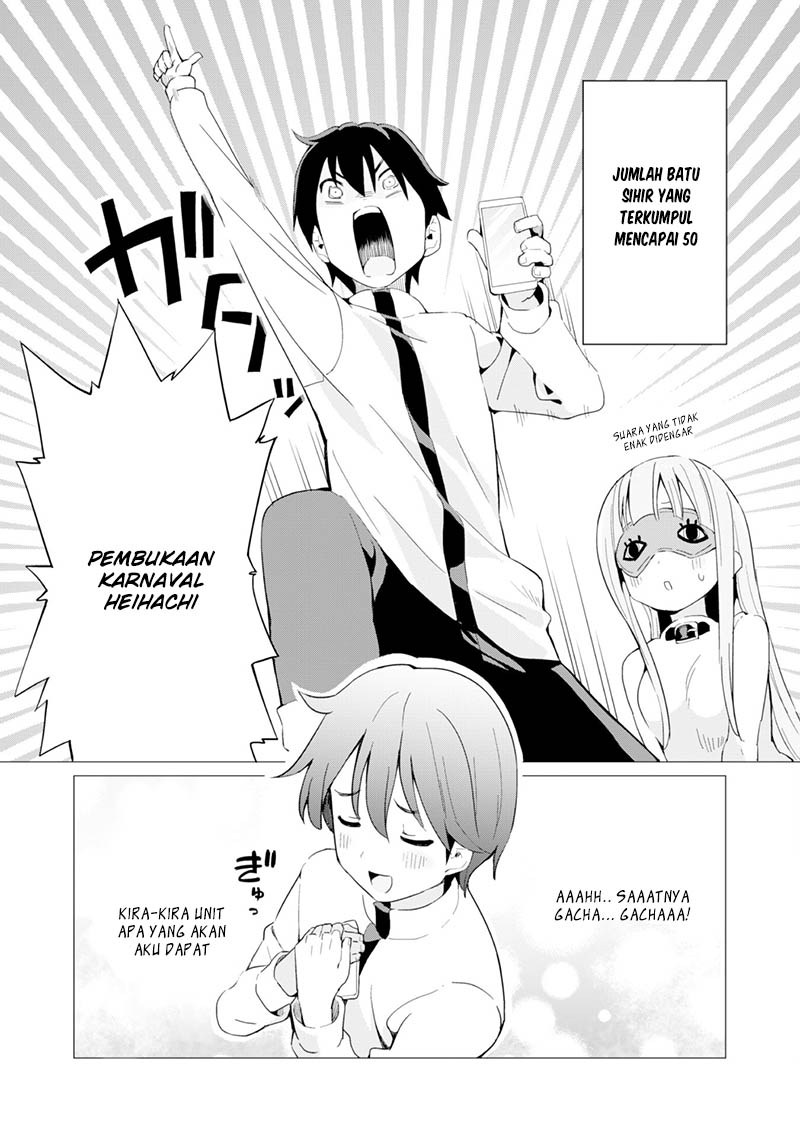 JUMLAH BATU
SIHIR YANG
TERKUMPUL
MENCAPAI 50
ガタッ
SUARA YANG TIDAK
ENAK DIDENGAR
PEMBUKAAN
KARNAVAL
HEIHACHI
AAAHH.. SAAATNYA
GACHA... GACHAAA!
ぎゅっ
KIRA-KIRA UNIT
APA YANG AKAN
AKU DAPAT